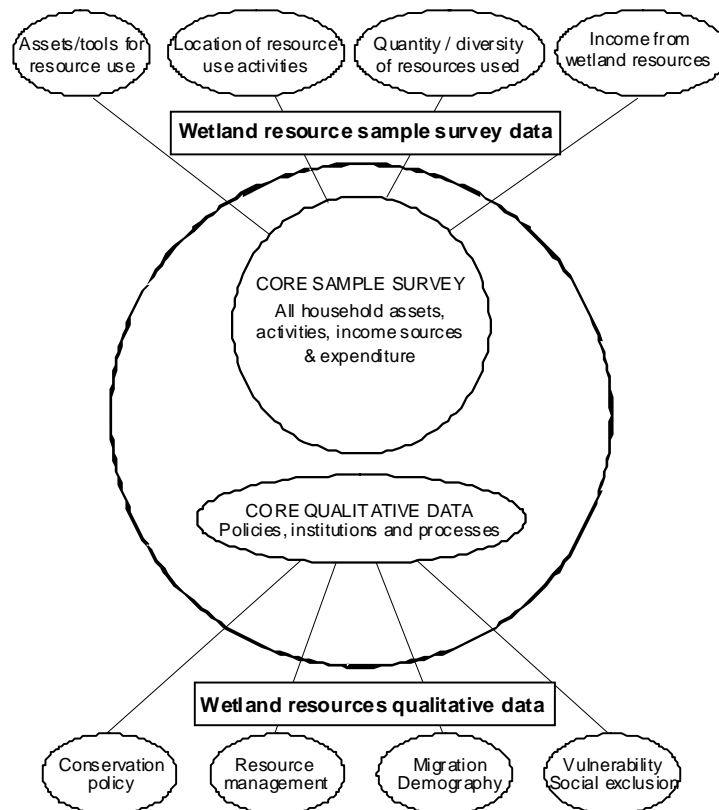 Assets/tools for
resource use
Location of resource
use activities
Quantity / diversity
of resources used
Income from
wetland resources
Wetland resource sample survey data
CORE SAMPLE SURVEY
All household assets,
activities, income sources
& expenditure
CORE QUALITATIVE DATA
Policies, institutions and processes
Wetland resources qualitative data
Conservation
policy
Resource
management
Migration
Demography
Vulnerability
Social exclusion